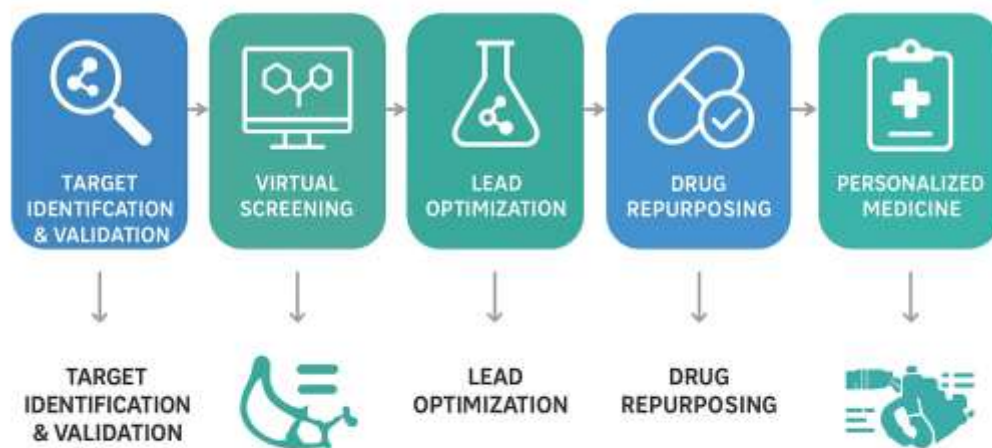 TARGET
IDENTIFCATION
& VALIDATION
VIRTUAL
SCREENING
LEAD
OPTIMIZATION
DRUG
REPURPOSING
PERSONALIZED
MEDICINE
TARGET
IDENTIFICATION
& VALIDATION
LEAD
OPTIMIZATION
DRUG
REPURPOSING